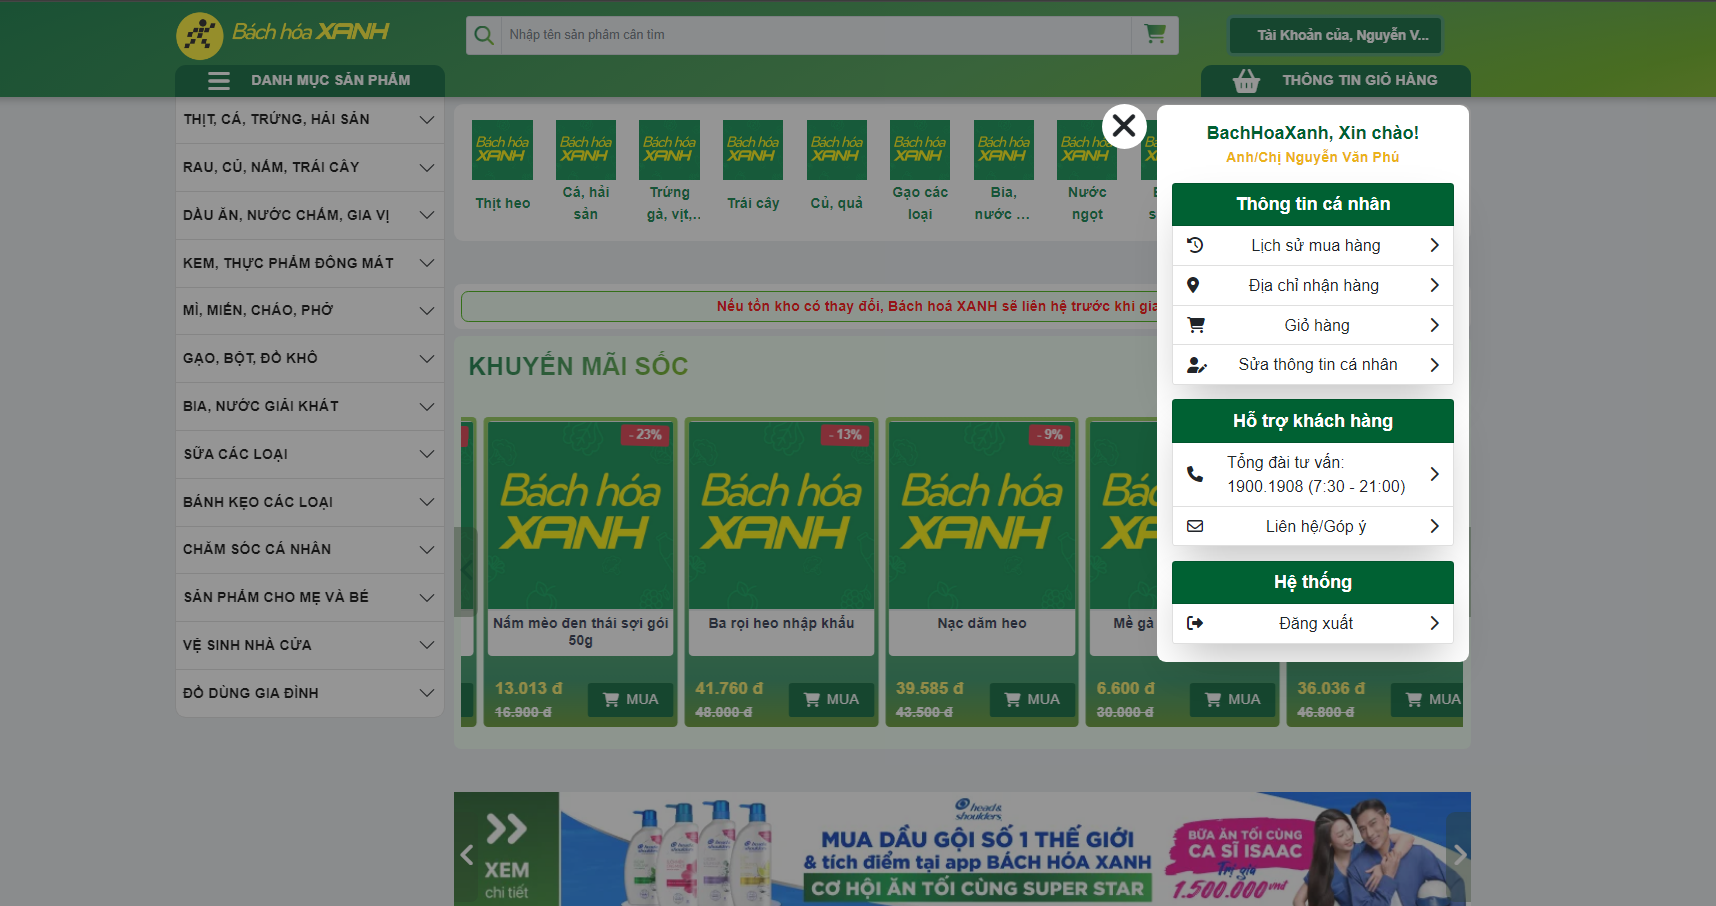 Bách hóa XANH
Nhập tên sản phẩm cần tìm
Tài Khoản của, Nguyễn V...
DANH MỤC SẢN PHẨM
THÔNG TIN GIỎ HÀNG
THỊT, CÁ, TRỨNG, HẢI SẢN
RAU, CỦ, NẤM, TRÁI CÂY
DẦU ĂN, NƯỚC CHẤM, GIA VỊ
KEM, THỰC PHẨM ĐÔNG MÁT
MÌ, MIẾN, CHÁO, PHỞ
GẠO, BỘT, ĐỒ KHÔ
BIA, NƯỚC GIẢI KHÁT
SỮA CÁC LOẠI
BÁNH KẸO CÁC LOẠI
CHĂM SÓC CÁ NHÂN
SẢN PHẨM CHO MẸ VÀ BÉ
VỆ SINH NHÀ CỬA
ĐỒ DÙNG GIA ĐÌNH
Bách hóa XANH
Thịt heo
Bách hóa XANH
Cá, hải
sản
Bách hóa XANH
Trứng
gà, vịt,..
Bách hóa XANH
Trái cây
Bách hóa XANH
Củ, quả
Bách hóa XANH
Gạo các
loại
Bách hóa XANH
Bia,
nước ...
Bách hóa XANH
Nước
ngọt
Nếu tồn kho có thay đổi, Bách hoá XANH sẽ liên hệ trước khi gia
KHUYẾN MÃI SỐC
- 23%
Bách hóa
XANH
Nấm mèo đen thái sợi gói
50g
13.013 đ
16.900 đ
MUA
- 13%
Bách hóa
XANH
Ba rọi heo nhập khẩu
41.760 đ
48.000 đ
MUA
- 9%
Bách hóa
XANH
Nạc dăm heo
39.585 đ
43.500 đ
MUA
Mề gà
6.600 đ
30.000 đ
MUA
36.036 đ
46.800 đ
MUA
BachHoaXanh, Xin chào!
Anh/Chị Nguyễn Văn Phú
Thông tin cá nhân
Lịch sử mua hàng
Địa chỉ nhận hàng
Giỏ hàng
Sửa thông tin cá nhân
Hỗ trợ khách hàng
Tổng đài tư vấn:
1900.1908 (7:30 - 21:00)
Liên hệ/Góp ý
Hệ thống
Đăng xuất
XEM
chi tiết
head&
shoulders
MUA DẦU GỘI SỐ 1 THẾ GIỚI
& tích điểm tại app BÁCH HÓA XANH
CƠ HỘI ĂN TỐI CÙNG SUPER STAR
BỮA ĂN TỐI CÙNG
CA SĨ ISAAC
Trị giá
1.500.000vnđ